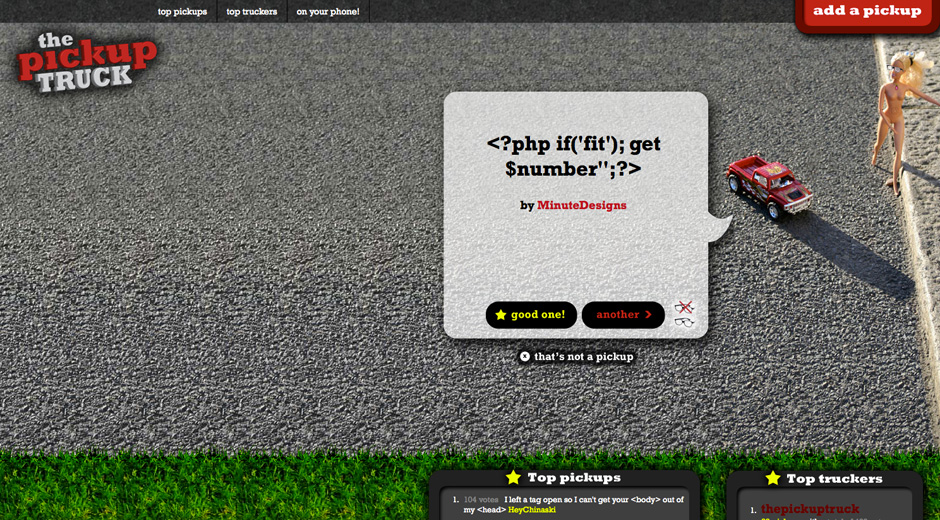 top pickups
top truckers
on your phone!
add a pickup
the
pickup
TRUCK
<?php if('fit'); get
$number'';?>
by MinuteDesigns
good one!
another
that's not a pickup
Top pickups
1. 104 votes I left a tag open so I can't get your <body> out of
my <head> HeyChinaski
Top truckers
1. thepickuptruck